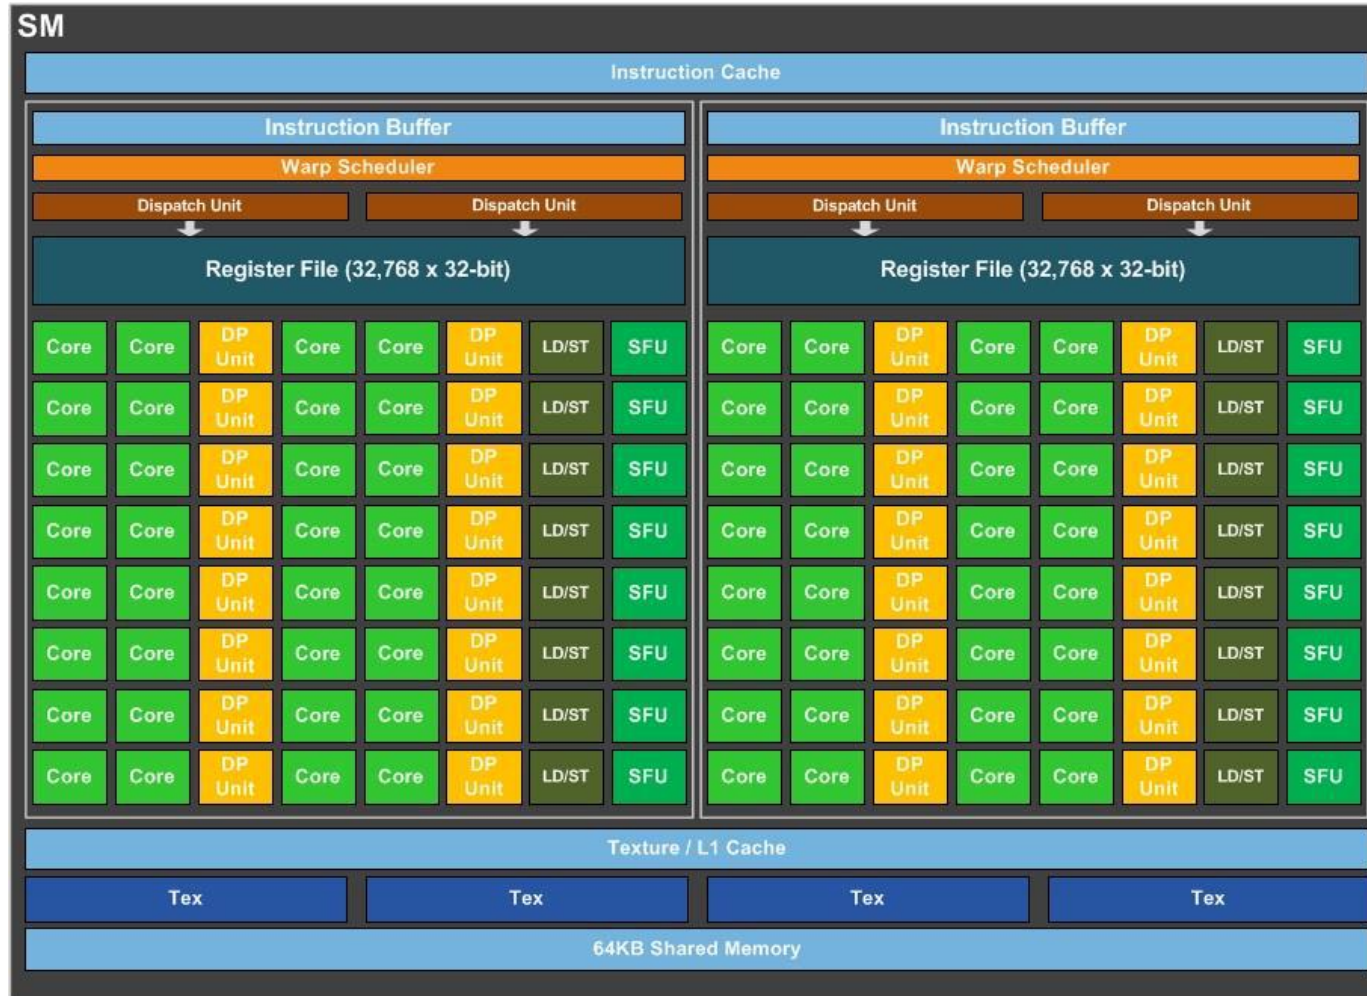 SM
Instruction Cache
Instruction Buffer Instruction Buffer
Warp Scheduler Warp Scheduler
Dispatch Unit Dispatch Unit Dispatch Unit Dispatch Unit
Register File (32,768 x 32-bit) Register File (32,768 x 32-bit)
Core Core DP Unit Core Core DP Unit LD/ST SFU Core Core DP Unit Core Core DP Unit LD/ST SFU
Core Core DP Unit Core Core DP Unit LD/ST SFU Core Core DP Unit Core Core DP Unit LD/ST SFU
Core Core DP Unit Core Core DP Unit LD/ST SFU Core Core DP Unit Core Core DP Unit LD/ST SFU
Core Core DP Unit Core Core DP Unit LD/ST SFU Core Core DP Unit Core Core DP Unit LD/ST SFU
Core Core DP Unit Core Core DP Unit LD/ST SFU Core Core DP Unit Core Core DP Unit LD/ST SFU
Core Core DP Unit Core Core DP Unit LD/ST SFU Core Core DP Unit Core Core DP Unit LD/ST SFU
Core Core DP Unit Core Core DP Unit LD/ST SFU Core Core DP Unit Core Core DP Unit LD/ST SFU
Core Core DP Unit Core Core DP Unit LD/ST SFU Core Core DP Unit Core Core DP Unit LD/ST SFU
Texture / L1 Cache
Tex Tex Tex Tex
64KB Shared Memory